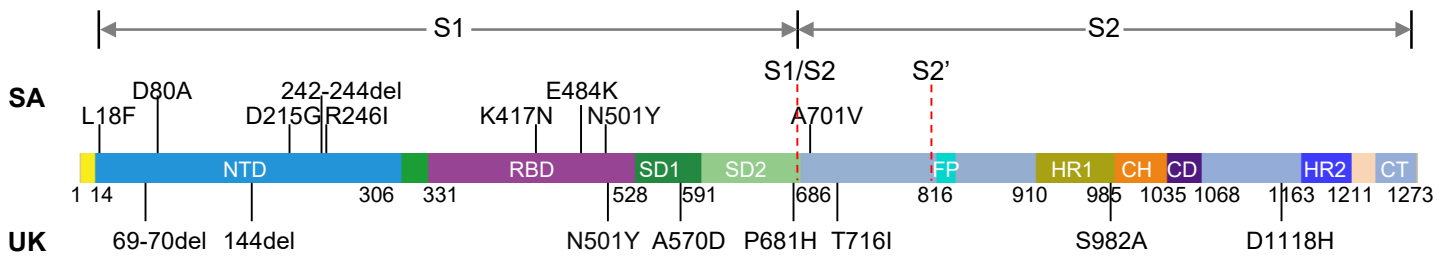 S1 S2
S1/S2 S2’
SA D80A 242-244del E484K
L18F D215G R246I K417N N501Y A701V
NTD RBD SD1 SD2 FP HR1 CH CD HR2 CT
1 14 306 331 528 591 686 816 910 985 1035 1068 1163 1211 1273
UK 69-70del 144del N501Y A570D P681H T716I S982A D1118H